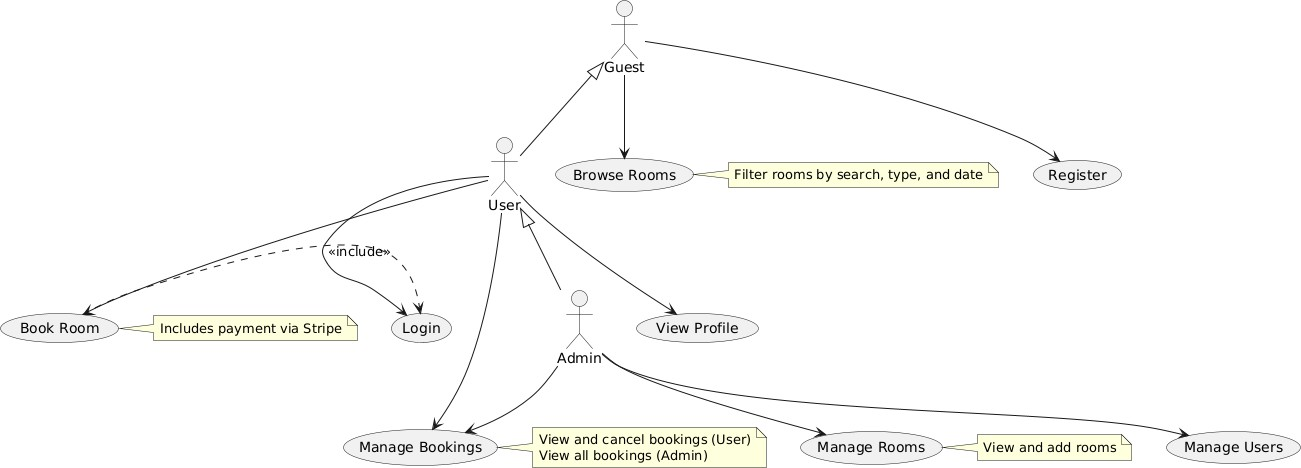 Guest
Browse Rooms
Filter rooms by search, type, and date
Register
User
«include»
Book Room
Includes payment via Stripe
Login
View Profile
Admin
Manage Bookings
View and cancel bookings (User)
View all bookings (Admin)
Manage Rooms
View and add rooms
Manage Users